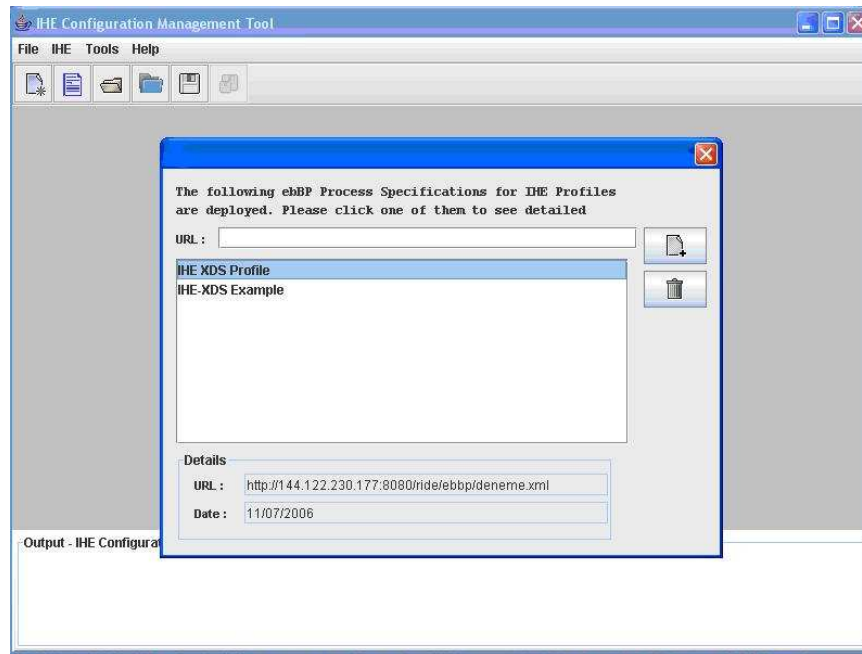 IHE Configuration Management Tool
File IHE Tools Help
The following ebBP Process Specifications for IHE Profiles
are deployed. Please click one of them to see detailed
URL :
IHE XDS Profile
IHE-XDS Example
Details
URL : http://144.122.230.177:8080/ride/ebbp/deneme.xml
Date : 11/07/2006
Output - IHE Configurat